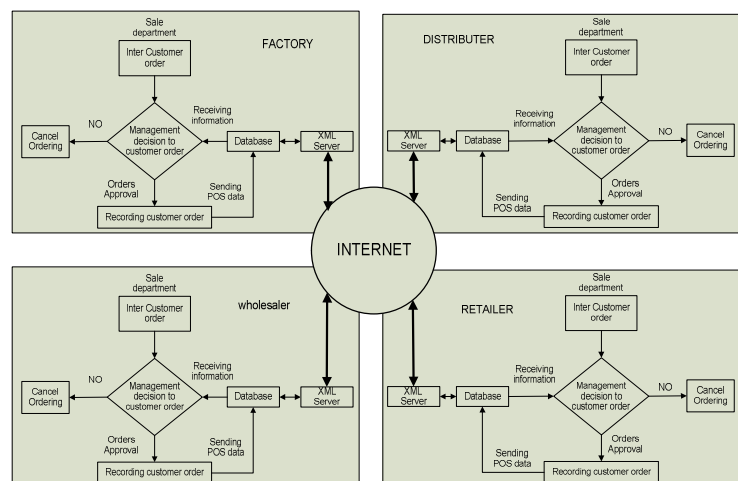 Sale
department
FACTORY
Inter Customer
order
NO
Receiving
information
Cancel
Ordering
Management
decision to
customer order
Database
XML
Server
Orders
Approval
Sending
POS data
Recording customer order
Sale
department
DISTRIBUTER
Inter Customer
order
XML
Server
Database
Receiving
information
Management
decision to
customer order
NO
Cancel
Ordering
Sending
POS data
Orders
Approval
Recording customer order
INTERNET
Sale
department
wholesaler
Inter Customer
order
NO
Receiving
information
Cancel
Ordering
Management
decision to
customer order
Database
XML
Server
Orders
Approval
Sending
POS data
Recording customer order
Sale
department
RETAILER
Inter Customer
order
XML
Server
Database
Receiving
information
Management
decision to
customer order
NO
Cancel
Ordering
Sending
POS data
Orders
Approval
Recording customer order